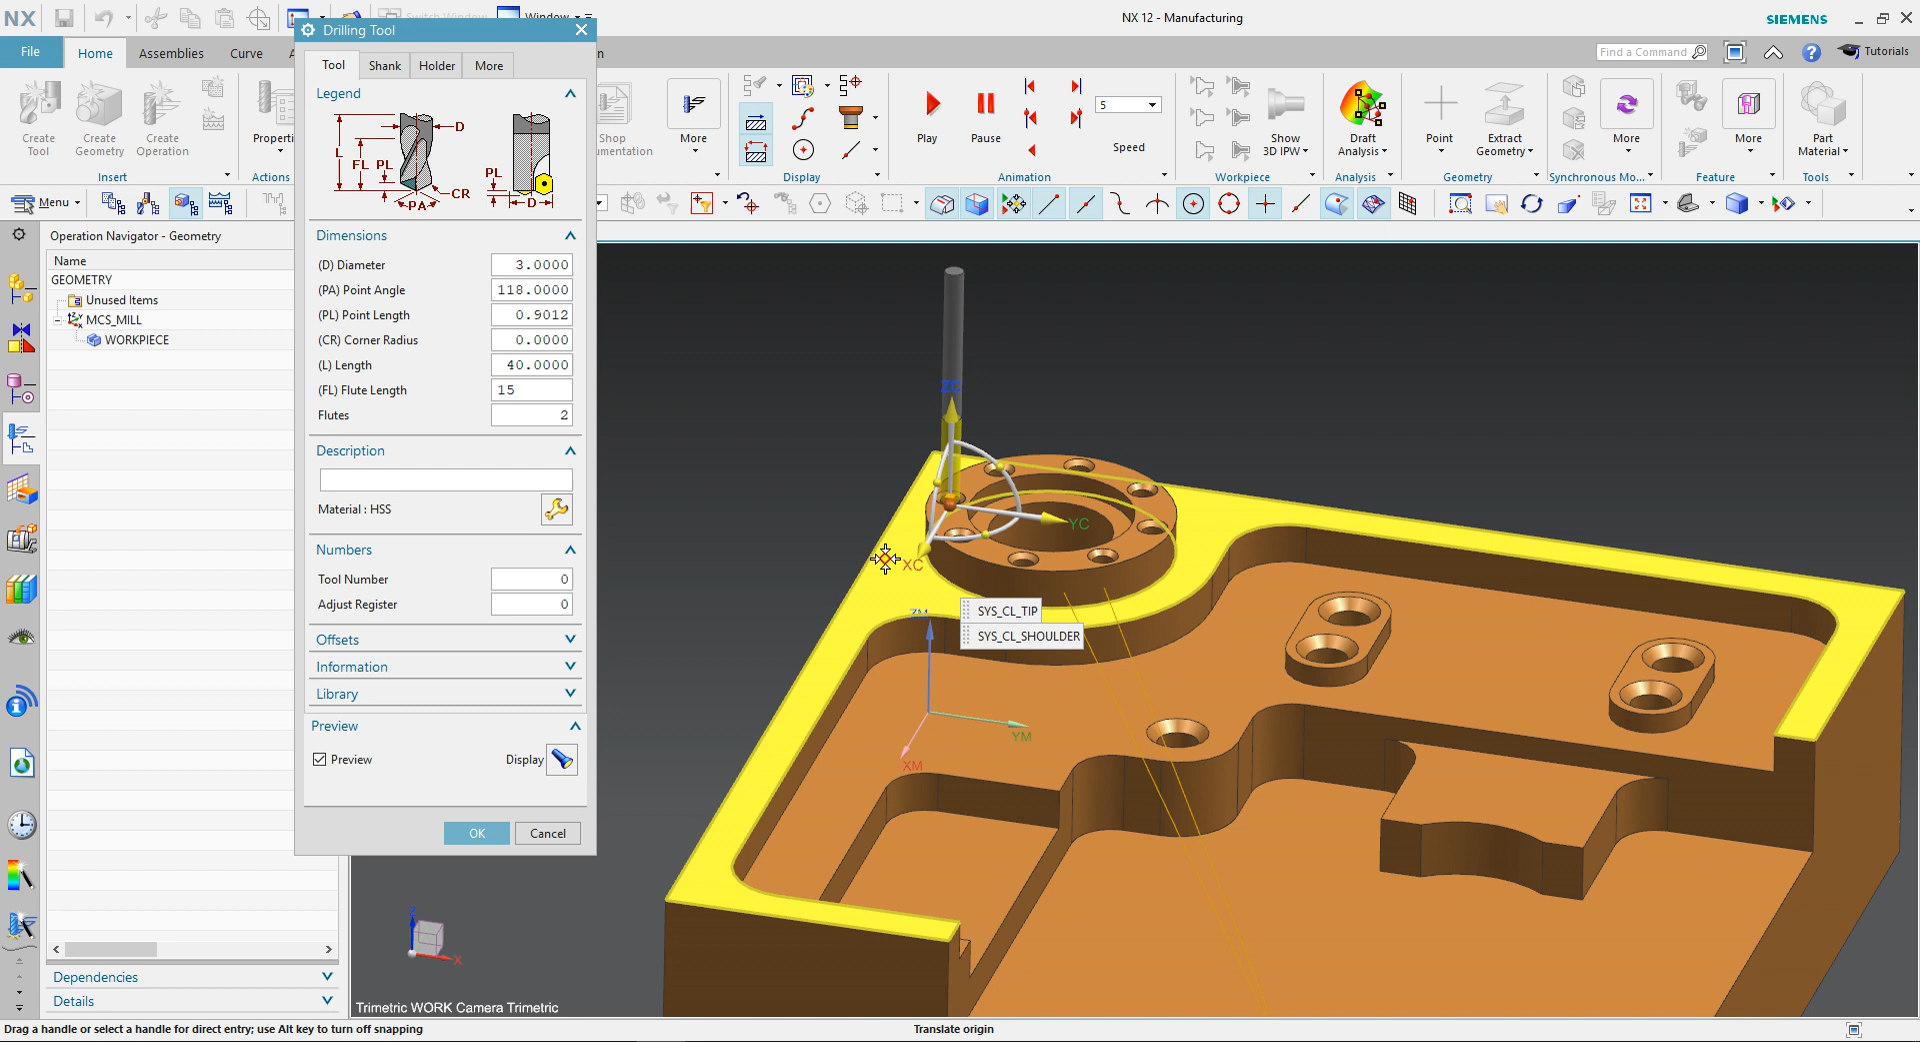 NX
Switch Window
Window
NX 12 - Manufacturing
SIEMENS
Drilling Tool
File
Home
Assemblies
Curve
Find a Command
Tutorials
Tool
Shank
Holder
More
Create Tool
Create Geometry
Create Operation
Insert
Properti
Actions
Shop
umentation
More
Display
Play
Pause
5
Speed
Animation
Show 3D IPW
Workpiece
Draft Analysis
Analysis
Point
Extract Geometry
Geometry
More
Synchronous Mo...
More
Feature
Part Material
Tools
Menu
Operation Navigator - Geometry
Name
GEOMETRY
Unused Items
MCS_MILL
WORKPIECE
Dependencies
Details
Legend
L
FL
PL
D
CR
PA
PL
D
Dimensions
(D) Diameter 3.0000
(PA) Point Angle 118.0000
(PL) Point Length 0.9012
(CR) Corner Radius 0.0000
(L) Length 40.0000
(FL) Flute Length 15
Flutes 2
Description
Material : HSS
Numbers
Tool Number 0
Adjust Register 0
Offsets
Information
Library
Preview
Preview
Display
OK
Cancel
ZC
YC
XC
ZM
YM
XM
SYS_CL_TIP
SYS_CL_SHOULDER
Z
X
Trimetric WORK Camera Trimetric
Drag a handle or select a handle for direct entry; use Alt key to turn off snapping
Translate origin